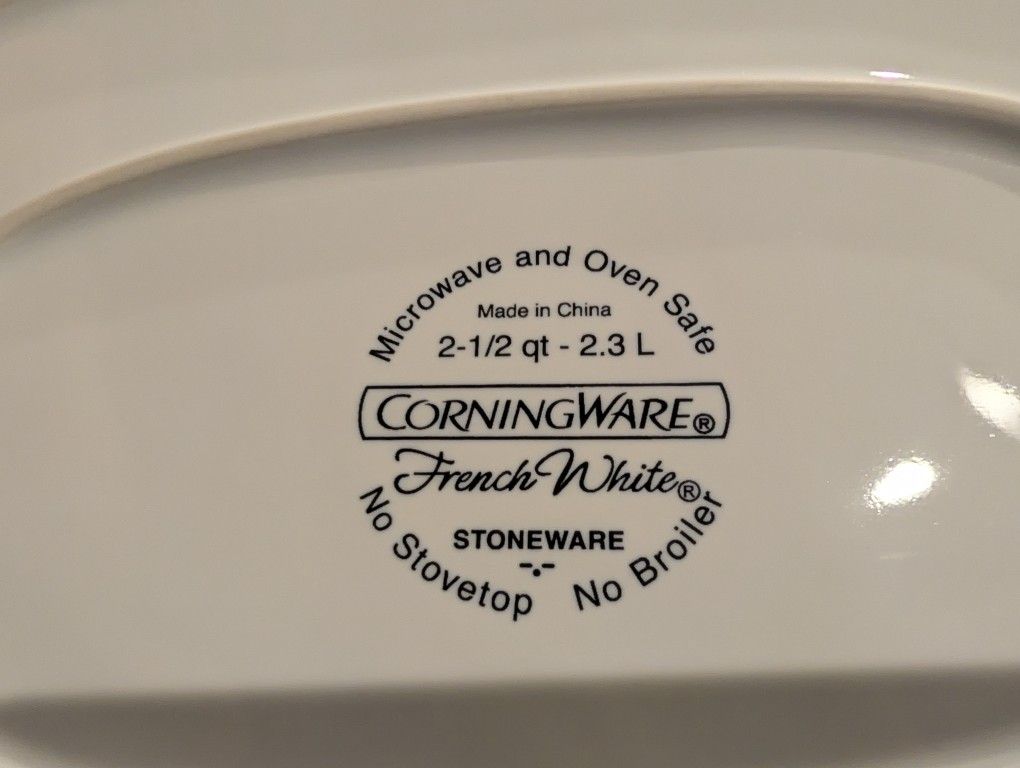 Microwave and Oven Safe
Made in China
2-1/2 qt - 2.3 L
CORNINGWARE®
French White®
STONEWARE
No Stovetop No Broiler